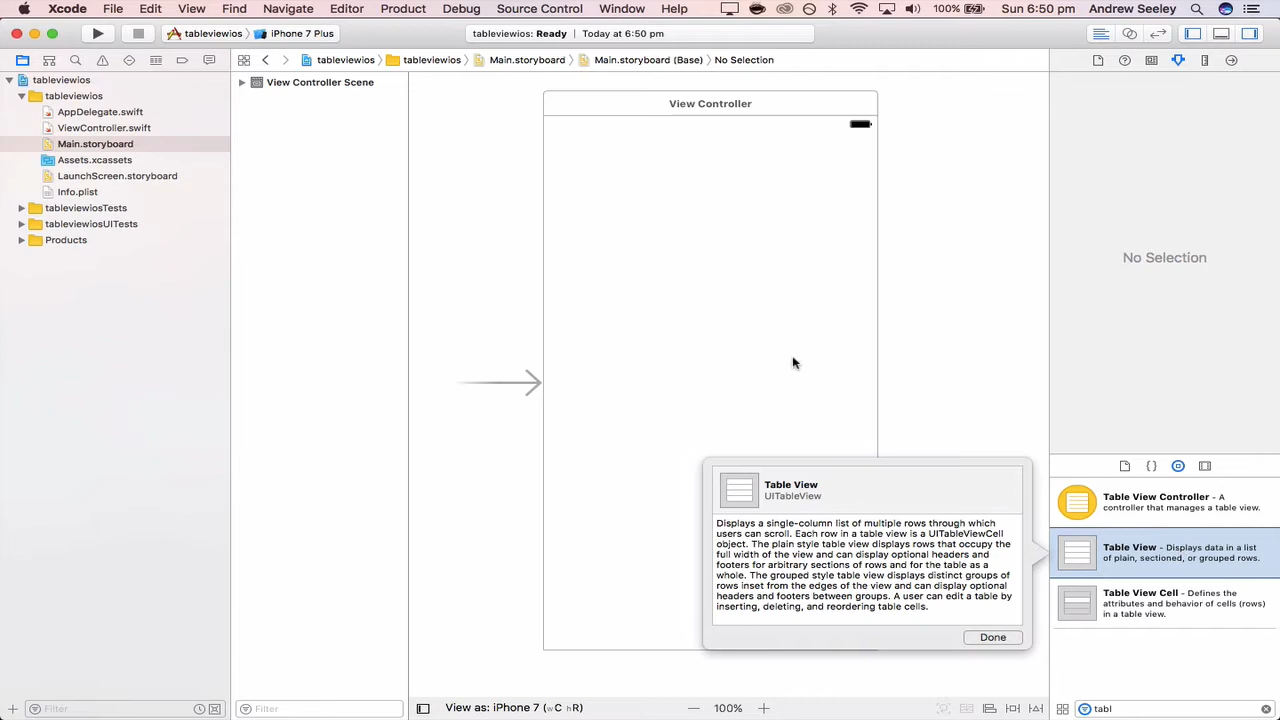 Xcode File Edit View Find Navigate Editor Product Debug Source Control Window Help 100% Sun 6:50 pm Andrew Seeley
tableviewios iPhone 7 Plus tableviewios: Ready Today at 6:50 pm
tableviewios tableviewios Main.storyboard Main.storyboard (Base) No Selection
tableviewios
tableviewios
AppDelegate.swift
ViewController.swift
Main.storyboard
Assets.xcassets
LaunchScreen.storyboard
Info.plist
tableviewiosTests
tableviewiosUITests
Products
View Controller Scene
View Controller
No Selection
Table View
UITableView
Displays a single-column list of multiple rows through which
users can scroll. Each row in a table view is a UITableViewCell
object. The plain style table view displays rows that occupy the
full width of the view and can display optional headers and
footers for arbitrary sections of rows and for the table as a
whole. The grouped style table view displays distinct groups of
rows inset from the edges of the view and can display optional
headers and footers between groups. A user can edit a table by
inserting, deleting, and reordering table cells.
Done
Table View Controller - A
controller that manages a table view.
Table View - Displays data in a list
of plain, sectioned, or grouped rows.
Table View Cell - Defines the
attributes and behavior of cells (rows)
in a table view.
Filter
Filter
View as: iPhone 7 (wC hR)
100%
tabl